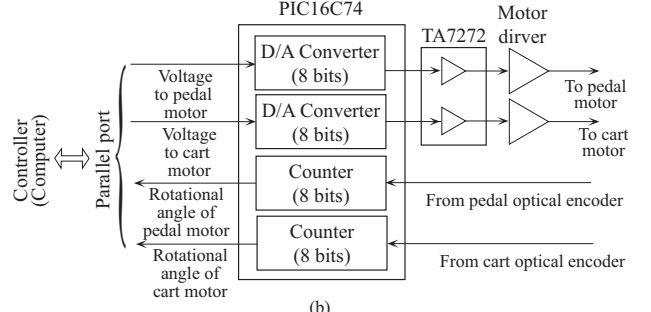 PIC16C74
Motor
dirver
TA7272
D/A Converter
(8 bits)
Voltage
to pedal
motor
To pedal
motor
D/A Converter
(8 bits)
Voltage
to cart
motor
To cart
motor
Controller
(Computer)
Parallel port
Counter
(8 bits)
Rotational
angle of
pedal motor
From pedal optical encoder
Counter
(8 bits)
Rotational
angle of
cart motor
From cart optical encoder
(b)